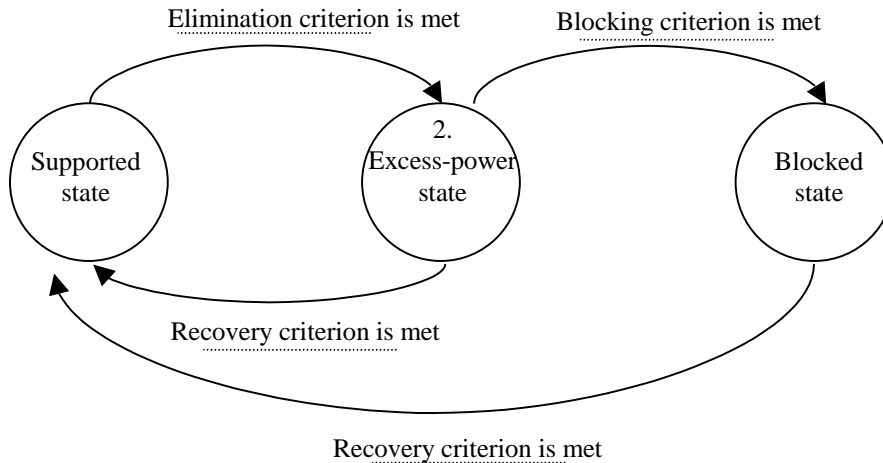 Elimination criterion is met
Blocking criterion is met
Supported
state
2.
Excess-power
state
Blocked
state
Recovery criterion is met
Recovery criterion is met